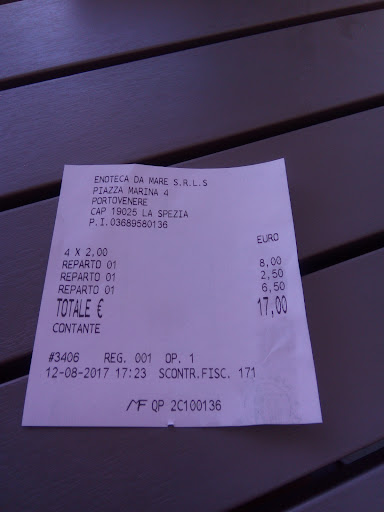 ENOTECA DA MARE S.R.L.S
PIAZZA MARINA 4
PORTOVENERE
CAP 19025 LA SPEZIA
P.I.03689580136
EURO
4 X 2,00
REPARTO 01 8,00
REPARTO 01 2,50
REPARTO 01 6,50
TOTALE € 17,00
CONTANTE
#3406 REG. 001 OP. 1
12-08-2017 17:23 SCONTR.FISC. 171
MF QP 2C100136